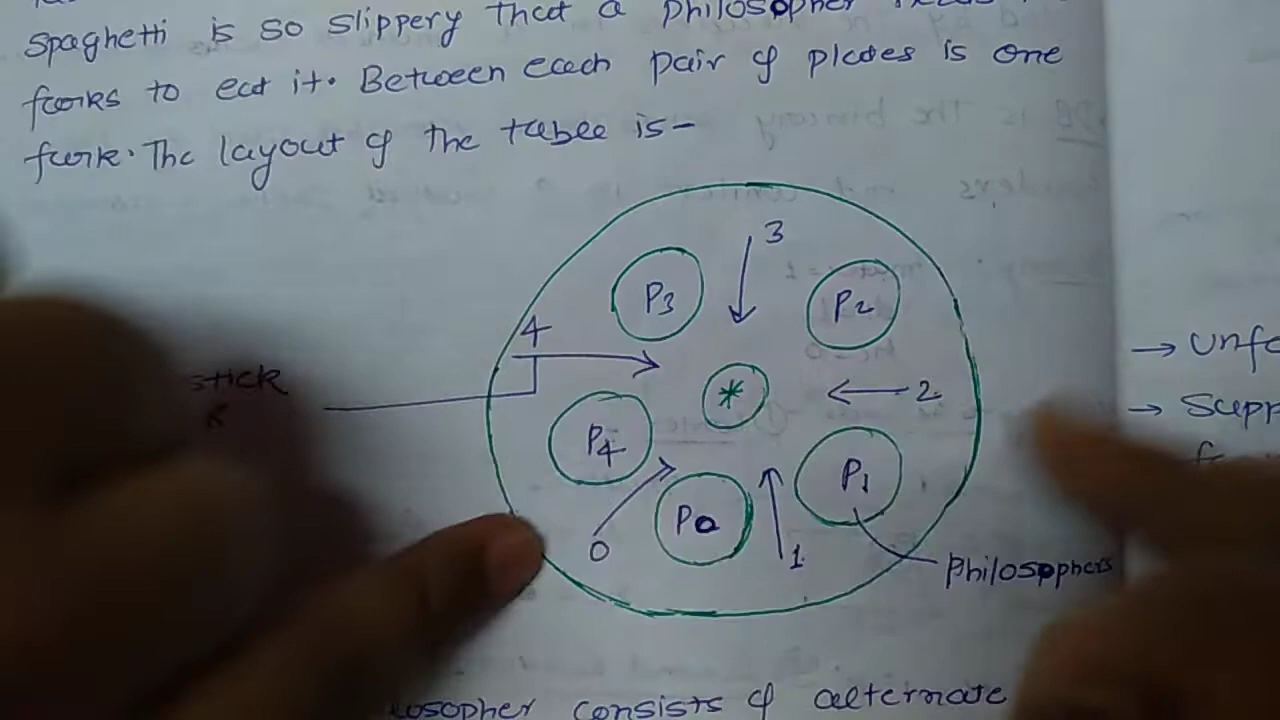 spaghetti is so slippery that a philosopher
forks to eat it. Between each pair of plates is one
fork. The layout of the table is-
3
P3
P2
4
stick
*
2
P4
P1
P0
0
1
Philosophers
→ unfa
→ Supp
losopher consists of alternate